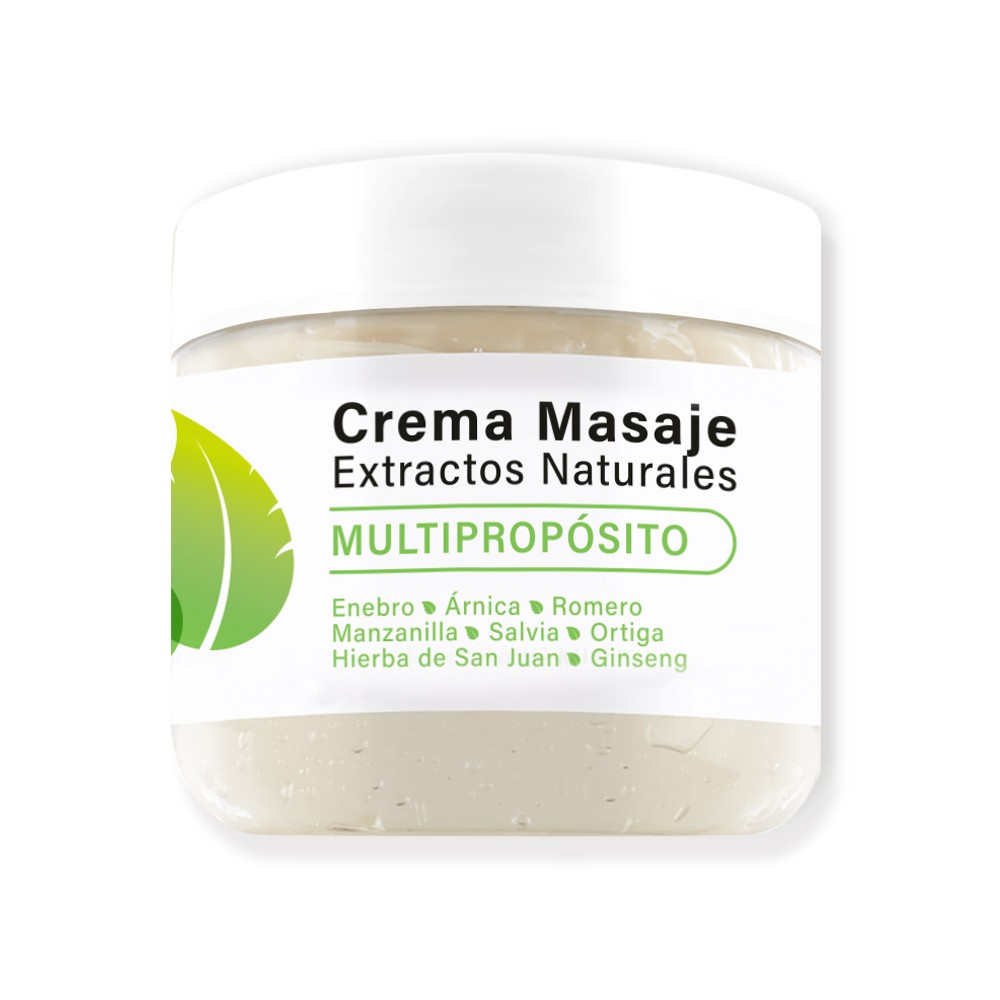 Crema Masaje
Extractos Naturales
MULTIPROPÓSITO
Enebro Árnica Romero
Manzanilla Salvia Ortiga
Hierba de San Juan Ginseng